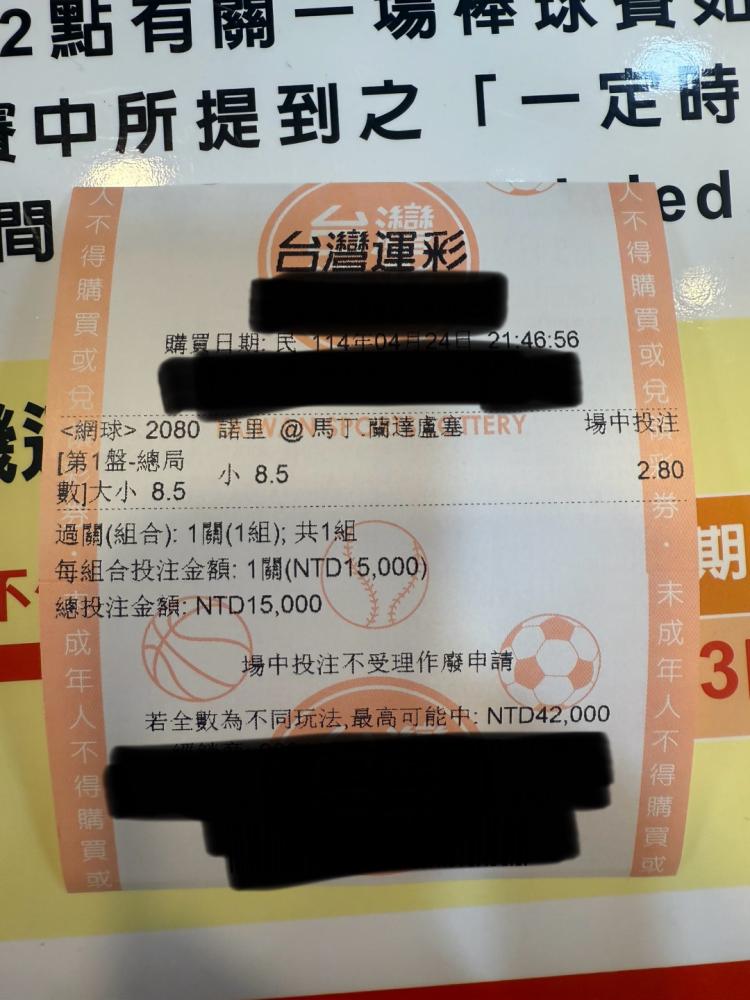 2點有關一場棒球賽如
賽中所提到之「一定時
間
ed
台灣
台灣運彩
購買日期: 民 114年04月24日 21:46:56
TAIWAN SPORTS LOTTERY
<網球> 2080 諾里 @ 馬丁蘭達盧塞 場中投注
[第1盤-總局
數]大小 8.5 小 8.5 2.80
過關(組合): 1關(1組); 共1組
每組合投注金額: 1關(NTD15,000)
總投注金額: NTD15,000
場中投注不受理作廢申請
若全數為不同玩法,最高可能中: NTD42,000
人不得購買或兌
成年人不得購買或
人不得購買或兌
券・未成年人不得購買或
期
3